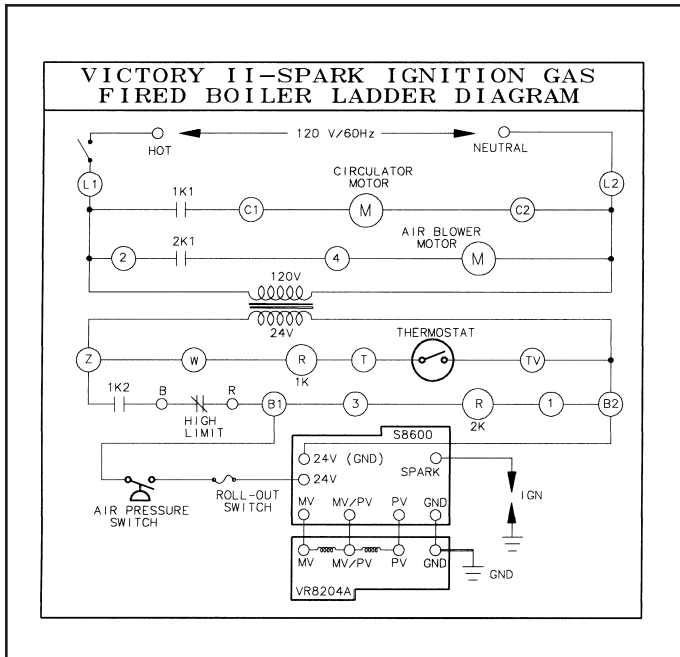 VICTORY II-SPARK IGNITION GAS
FIRED BOILER LADDER DIAGRAM
120 V/60Hz
HOT
NEUTRAL
L1
L2
CIRCULATOR
MOTOR
1K1
C1
M
C2
AIR BLOWER
MOTOR
2
2K1
4
M
120V
24V
THERMOSTAT
Z
W
R
T
TV
1K
1K2
B
R
B1
3
R
1
B2
HIGH
LIMIT
2K
S8600
24V (GND)
SPARK
24V
AIR PRESSURE
SWITCH
ROLL-OUT
SWITCH
IGN
MV
MV/PV
PV
GND
MV
MV/PV
PV
GND
GND
VR8204A